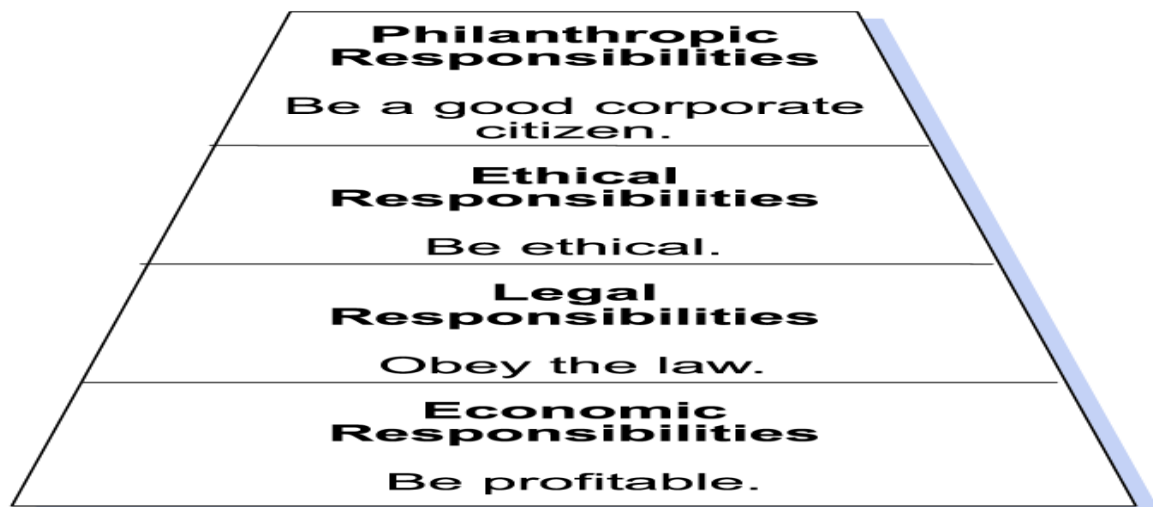 Philanthropic
Responsibilities
Be a good corporate
citizen.
Ethical
Responsibilities
Be ethical.
Legal
Responsibilities
Obey the law.
Economic
Responsibilities
Be profitable.